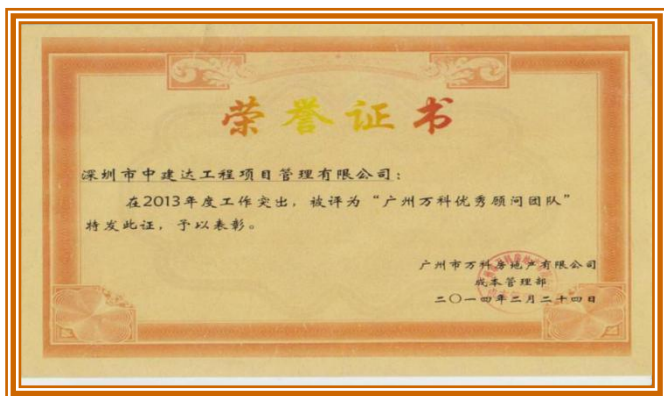 荣誉证书
深圳市中建达工程项目管理有限公司：
在2013年度工作突出，被评为“广州万科优秀顾问团队”
特发此证，予以表彰。
广州市万科房地产有限公司
成本管理部
二〇一四年二月二十四日